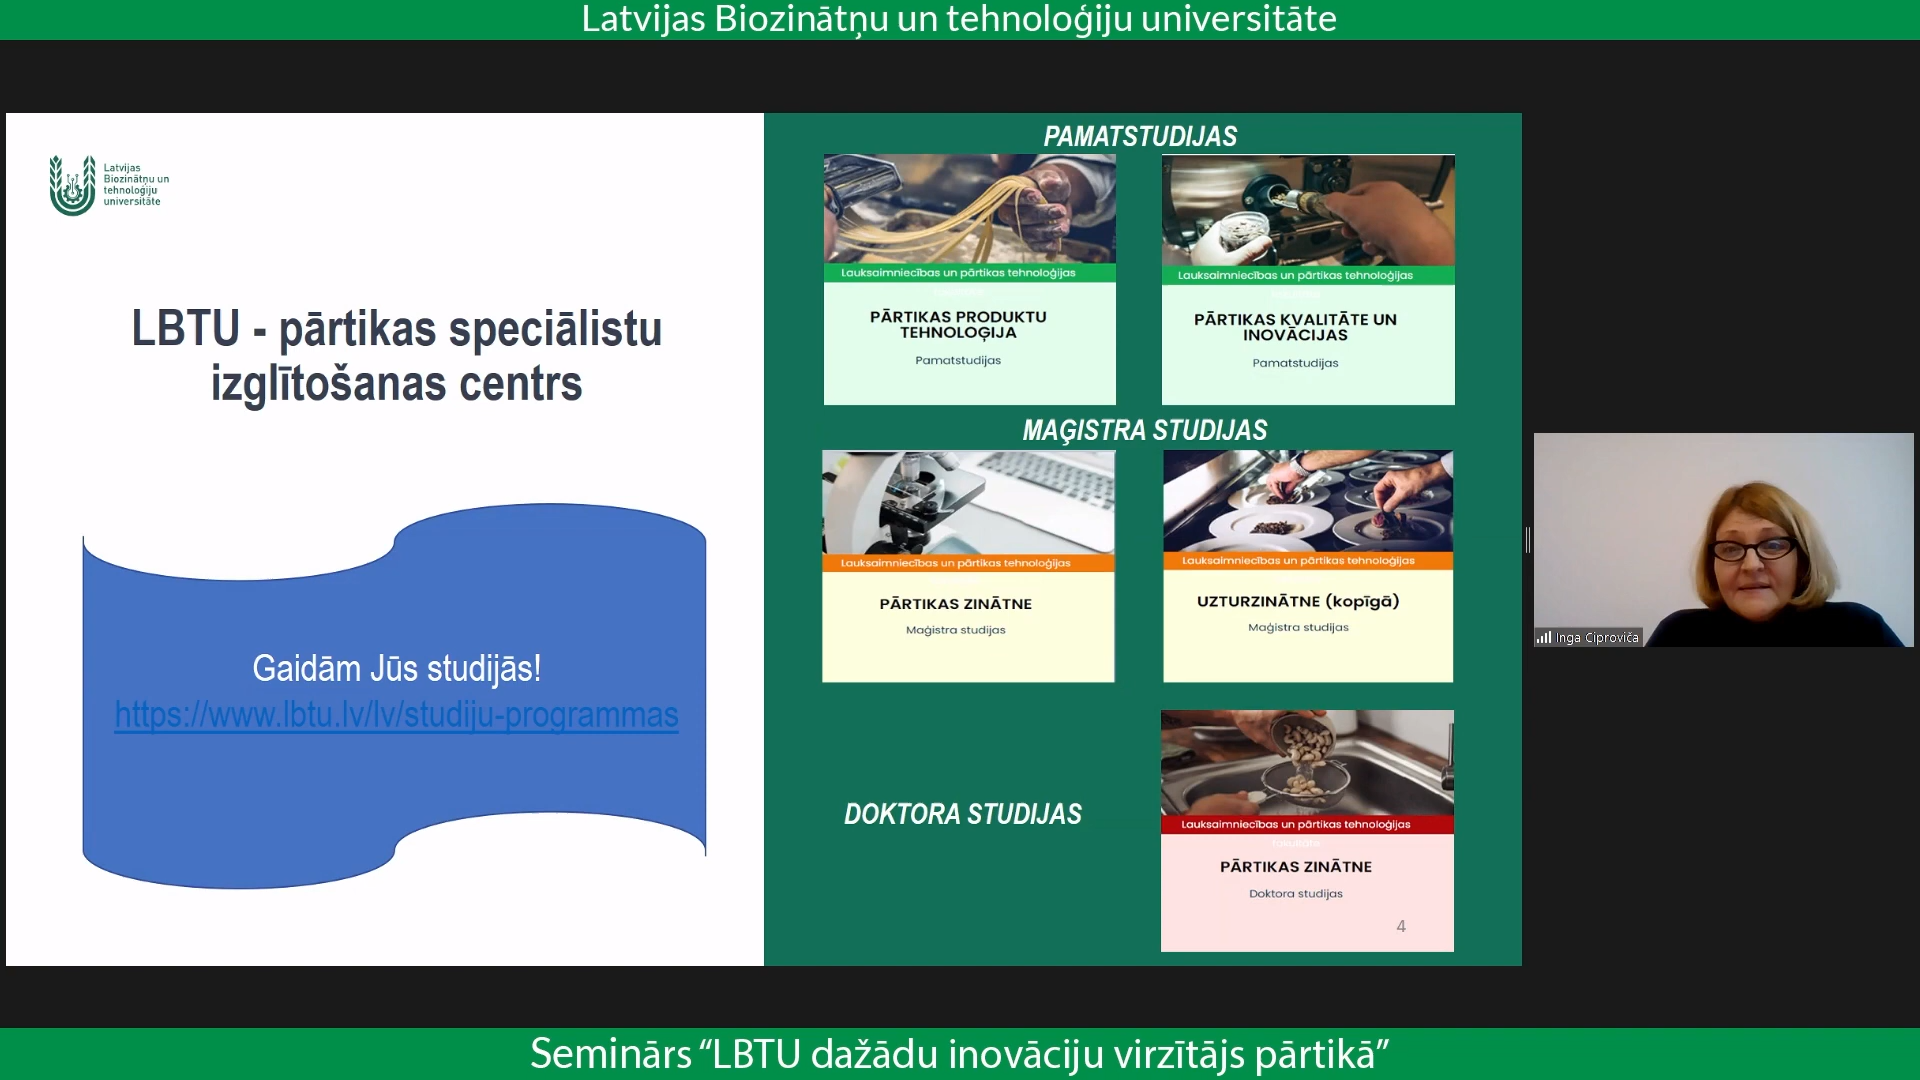 Latvijas Biozinātņu un tehnoloģiju universitāte
Latvijas
Biozinātņu un
tehnoloģiju
universitāte
LBTU - pārtikas speciālistu
izglītošanas centrs
Gaidām Jūs studijās!
https://www.lbtu.lv/lv/studiju-programmas
PAMATSTUDIJAS
Lauksaimniecības un pārtikas tehnoloģijas
PĀRTIKAS PRODUKTU
TEHNOLOĢIJA
Pamatstudijas
Lauksaimniecības un pārtikas tehnoloģijas
PĀRTIKAS KVALITĀTE UN
INOVĀCIJAS
Pamatstudijas
MAĢISTRA STUDIJAS
Lauksaimniecības un pārtikas tehnoloģijas
PĀRTIKAS ZINĀTNE
Maģistra studijas
Lauksaimniecības un pārtikas tehnoloģijas
UZTURZINĀTNE (kopīgā)
Maģistra studijas
DOKTORA STUDIJAS
Lauksaimniecības un pārtikas tehnoloģijas
fakultāte
PĀRTIKAS ZINĀTNE
Doktora studijas
4
Inga Ciproviča
Seminārs “LBTU dažādu inovāciju virzītājs pārtikā”